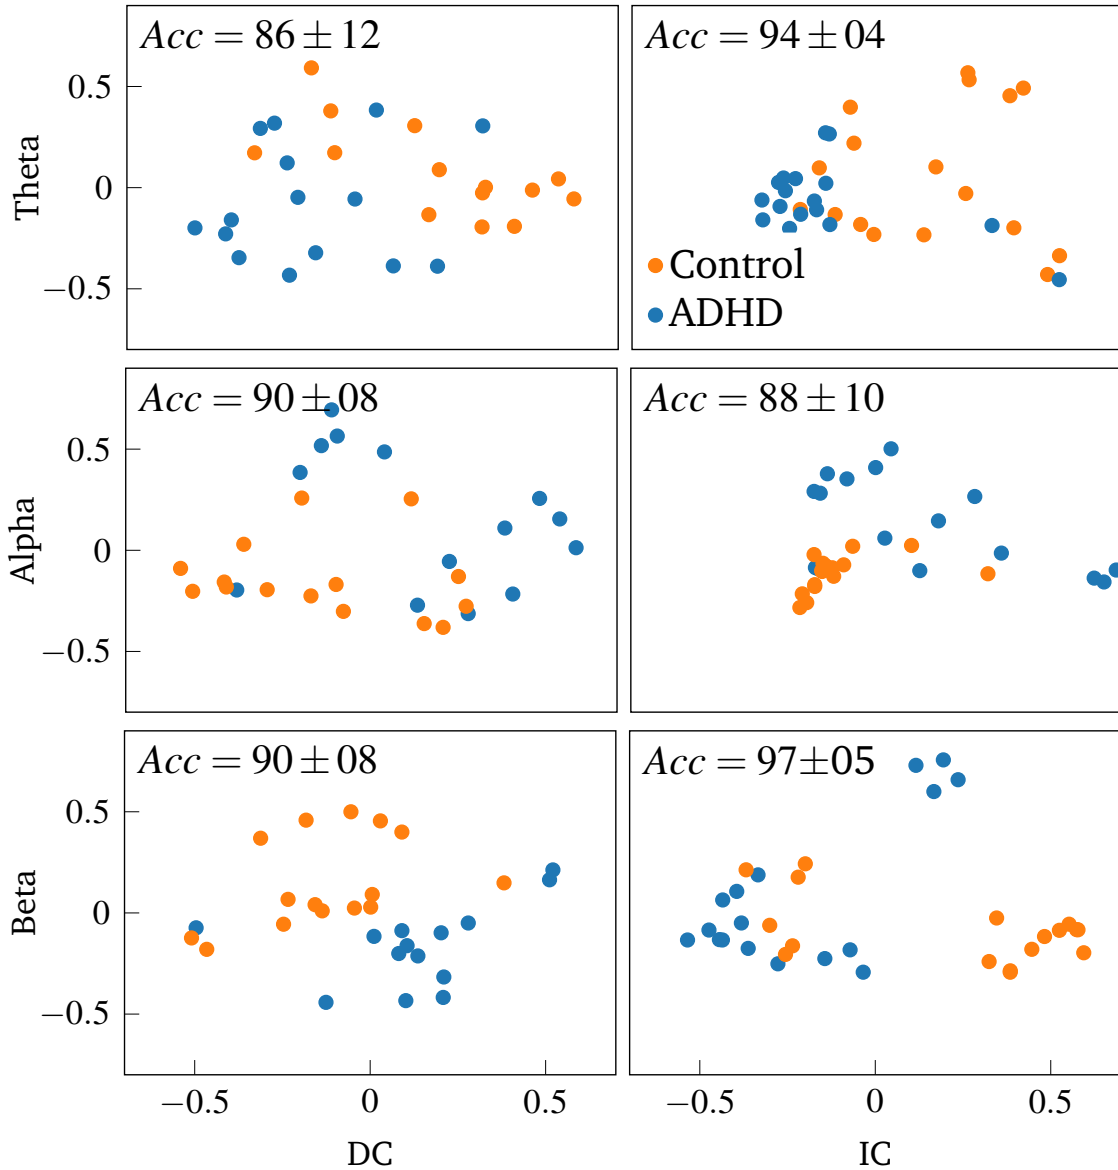 Acc = 86 ± 12
Acc = 94 ± 04
0.5
0
−0.5
Theta
Control
ADHD
Acc = 90 ± 08
Acc = 88 ± 10
0.5
0
−0.5
Alpha
Acc = 90 ± 08
Acc = 97±05
0.5
0
−0.5
Beta
−0.5 0 0.5
−0.5 0 0.5
DC
IC